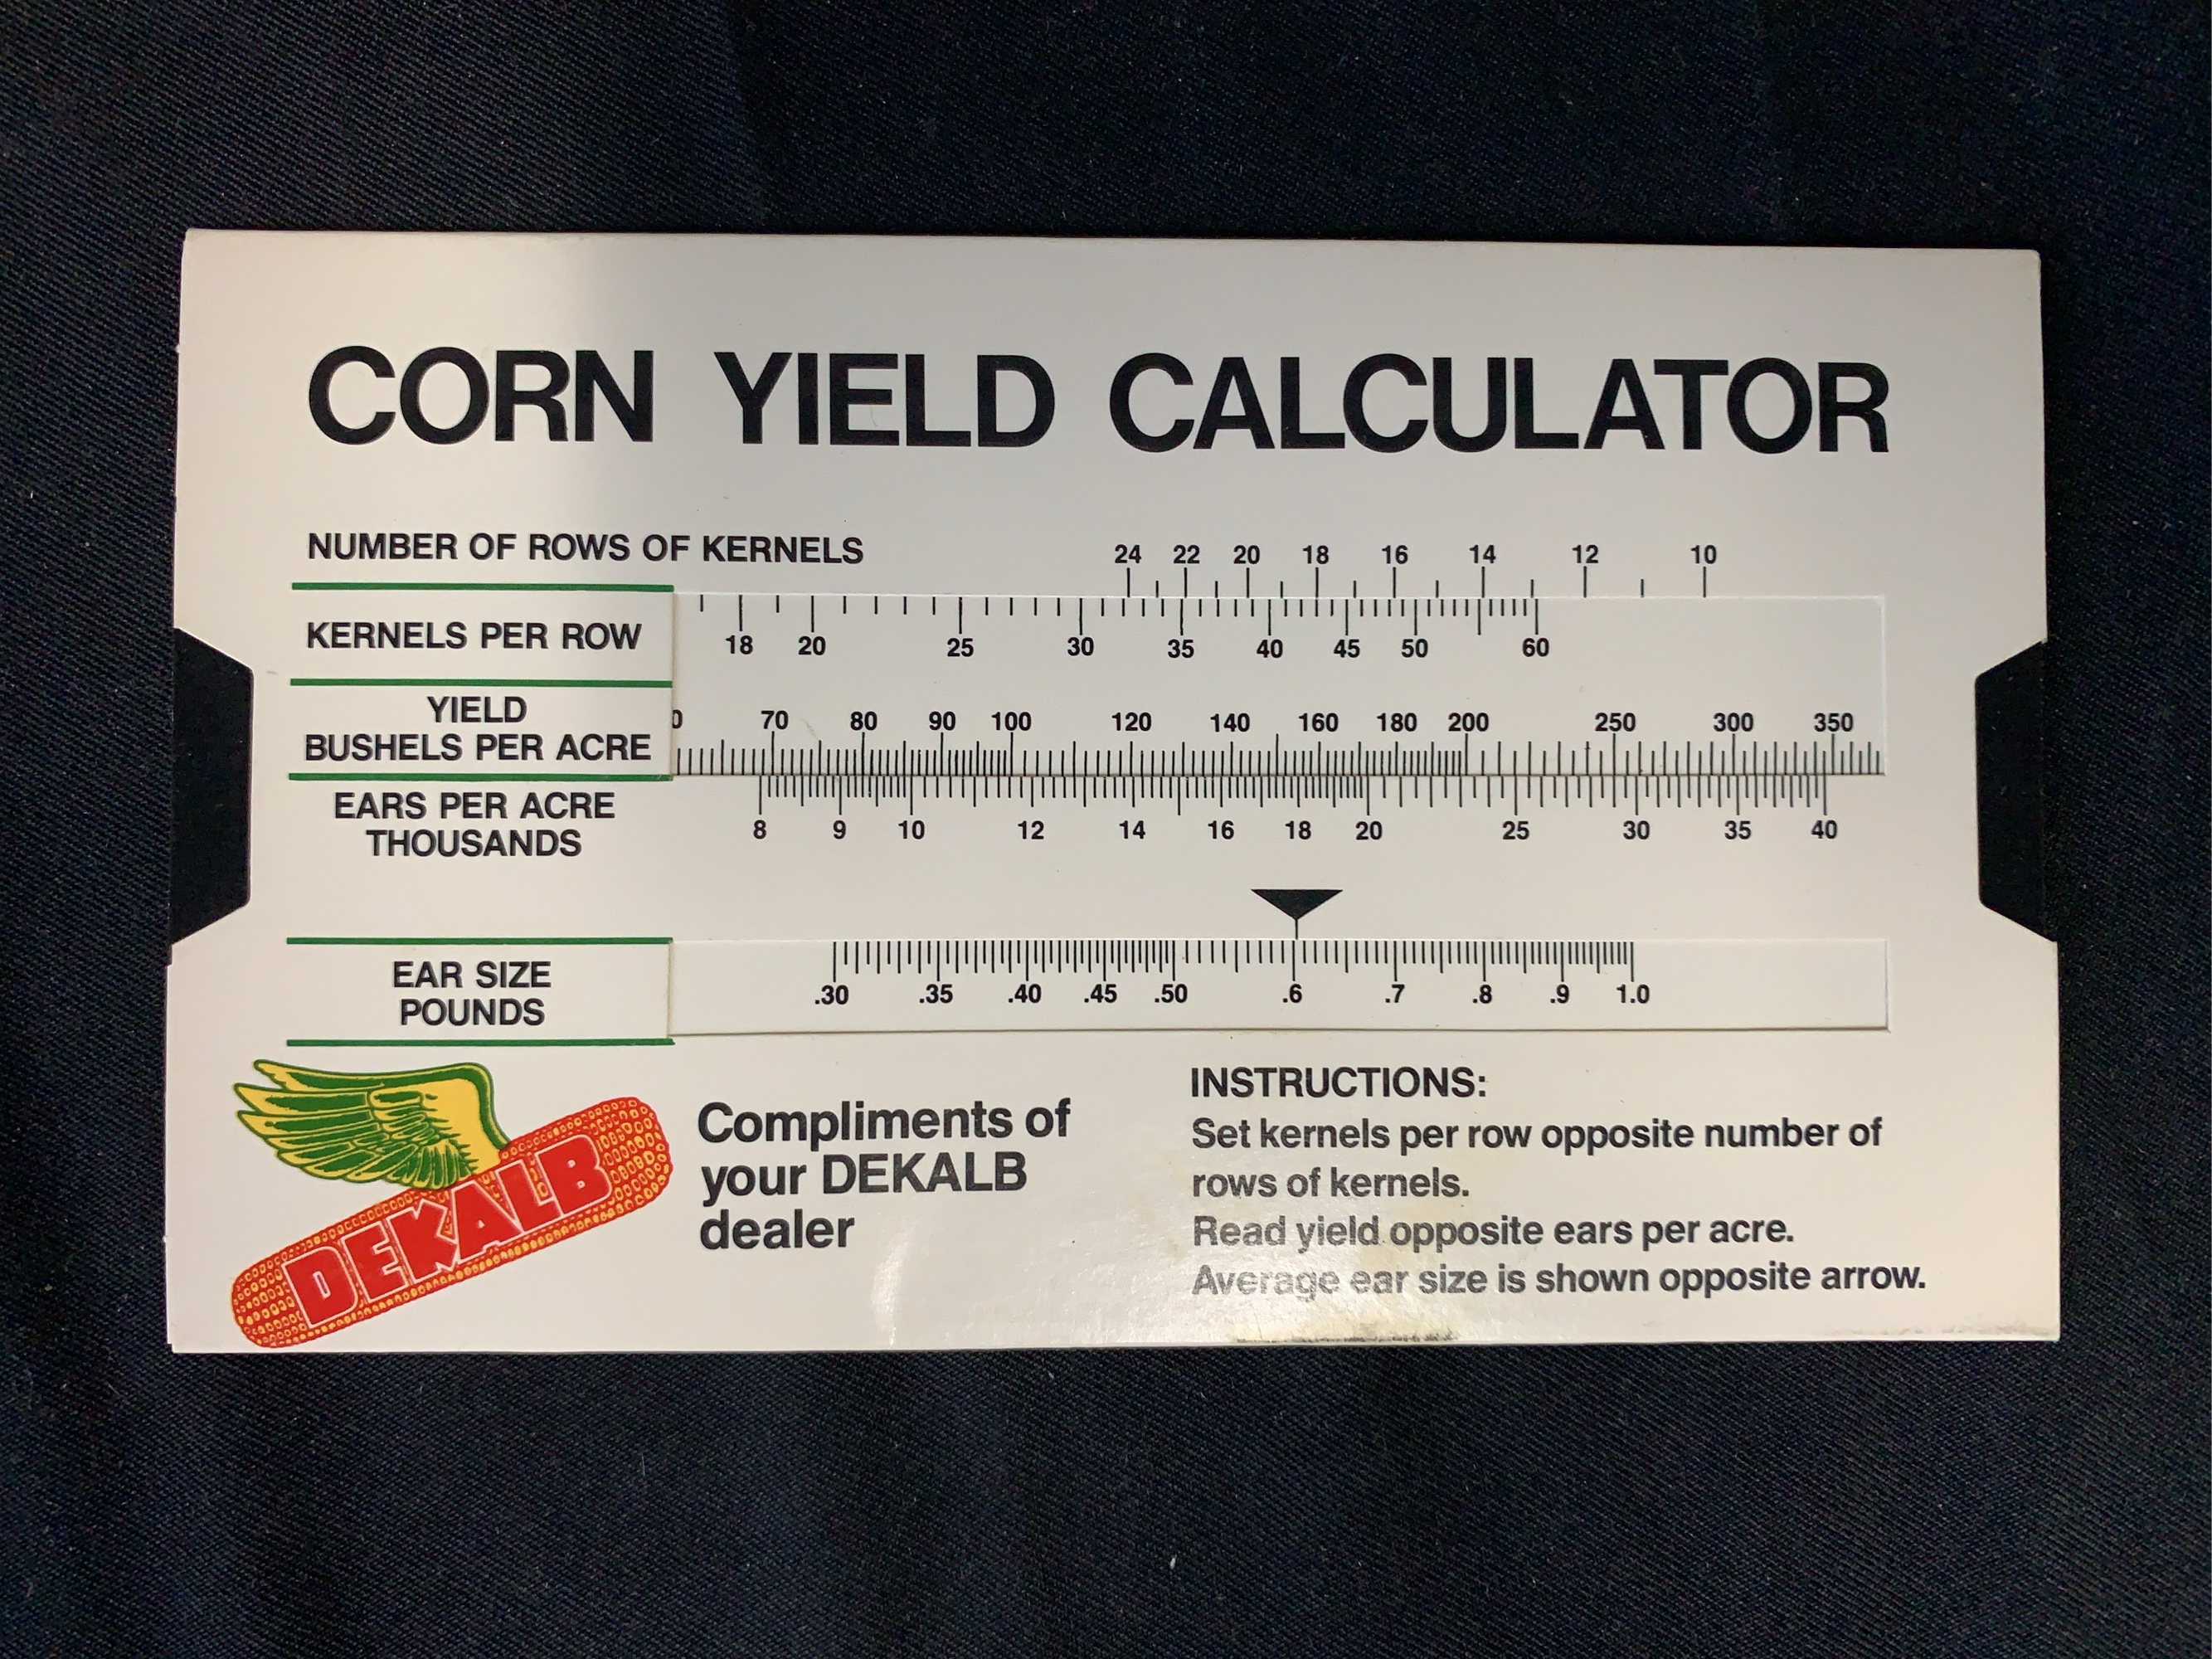 CORN YIELD CALCULATOR
NUMBER OF ROWS OF KERNELS
24 22 20 18 16 14 12 10
KERNELS PER ROW
18 20 25 30 35 40 45 50 60
YIELD
BUSHELS PER ACRE
0 70 80 90 100 120 140 160 180 200 250 300 350
EARS PER ACRE
THOUSANDS
8 9 10 12 14 16 18 20 25 30 35 40
EAR SIZE
POUNDS
.30 .35 .40 .45 .50 .6 .7 .8 .9 1.0
DEKALB
Compliments of
your DEKALB
dealer
INSTRUCTIONS:
Set kernels per row opposite number of
rows of kernels.
Read yield opposite ears per acre.
Average ear size is shown opposite arrow.